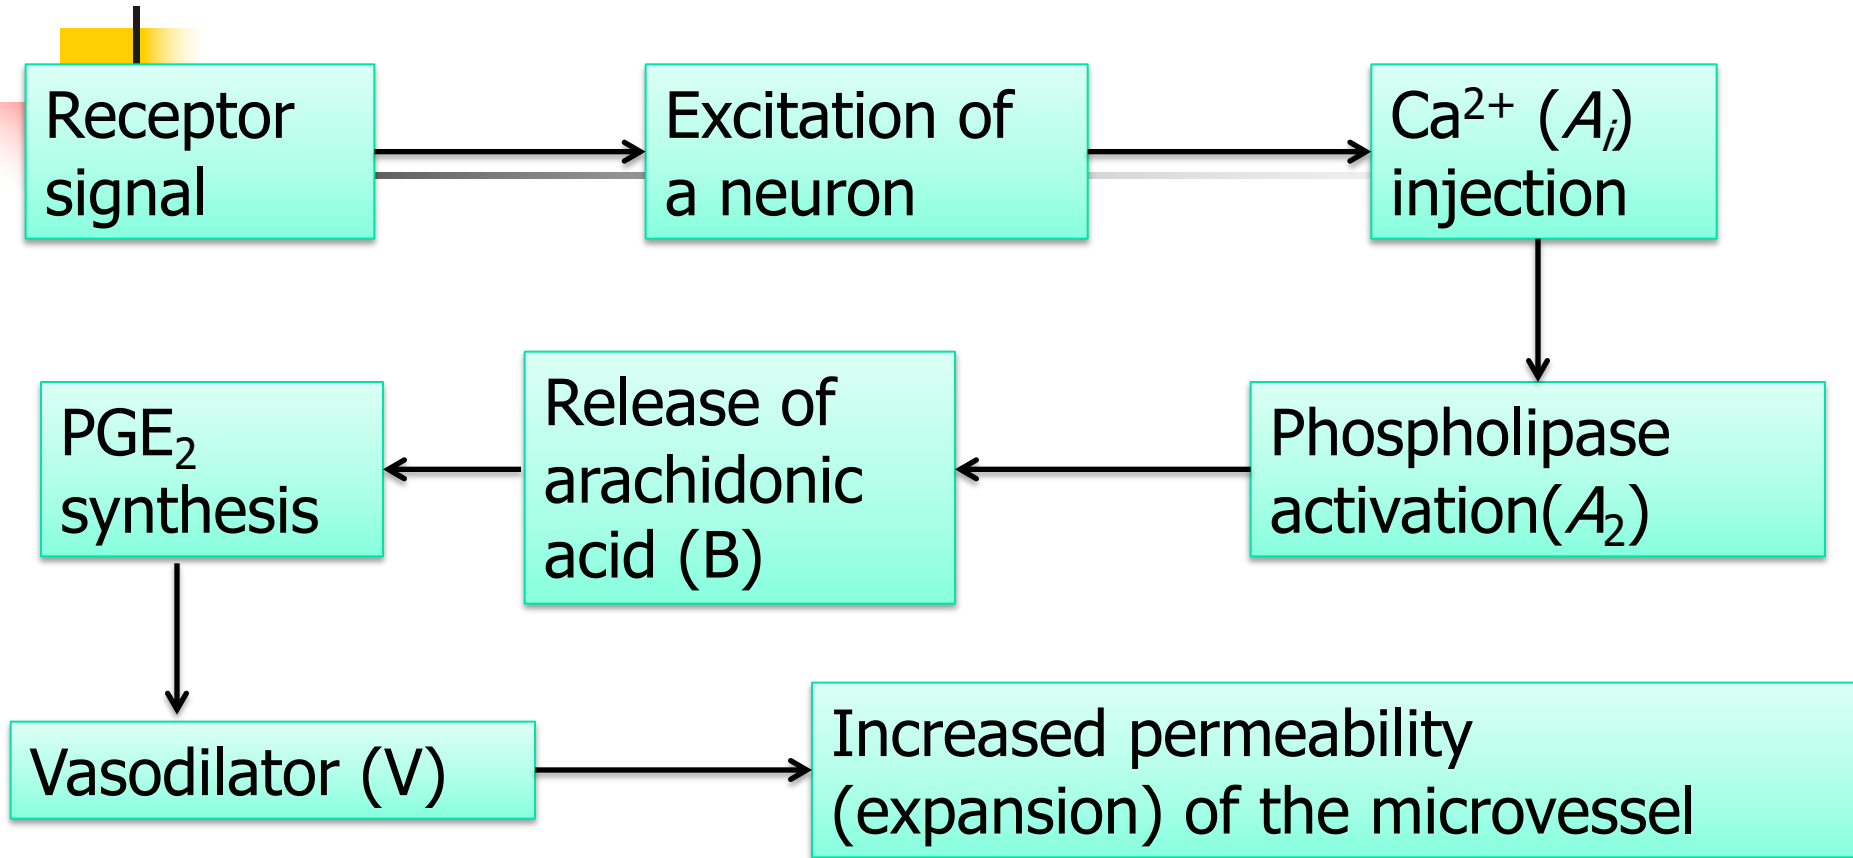 Receptor
signal
Excitation of
a neuron
Ca²⁺ (Aᵢ)
injection
Phospholipase
activation(A₂)
Release of
arachidonic
acid (B)
PGE₂
synthesis
Vasodilator (V)
Increased permeability
(expansion) of the microvessel